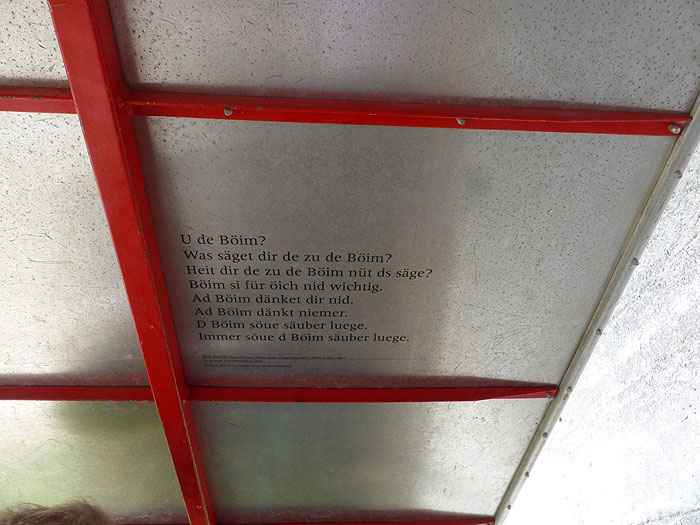 U de Böim?
Was säget dir de zu de Böim?
Heit dir de zu de Böim nüt ds säge?
Böim si für öich nid wichtig.
Ad Böim dänket dir nid.
Ad Böim dänkt niemer.
D Böim söue säuber luege.
Immer söue d Böim säuber luege.